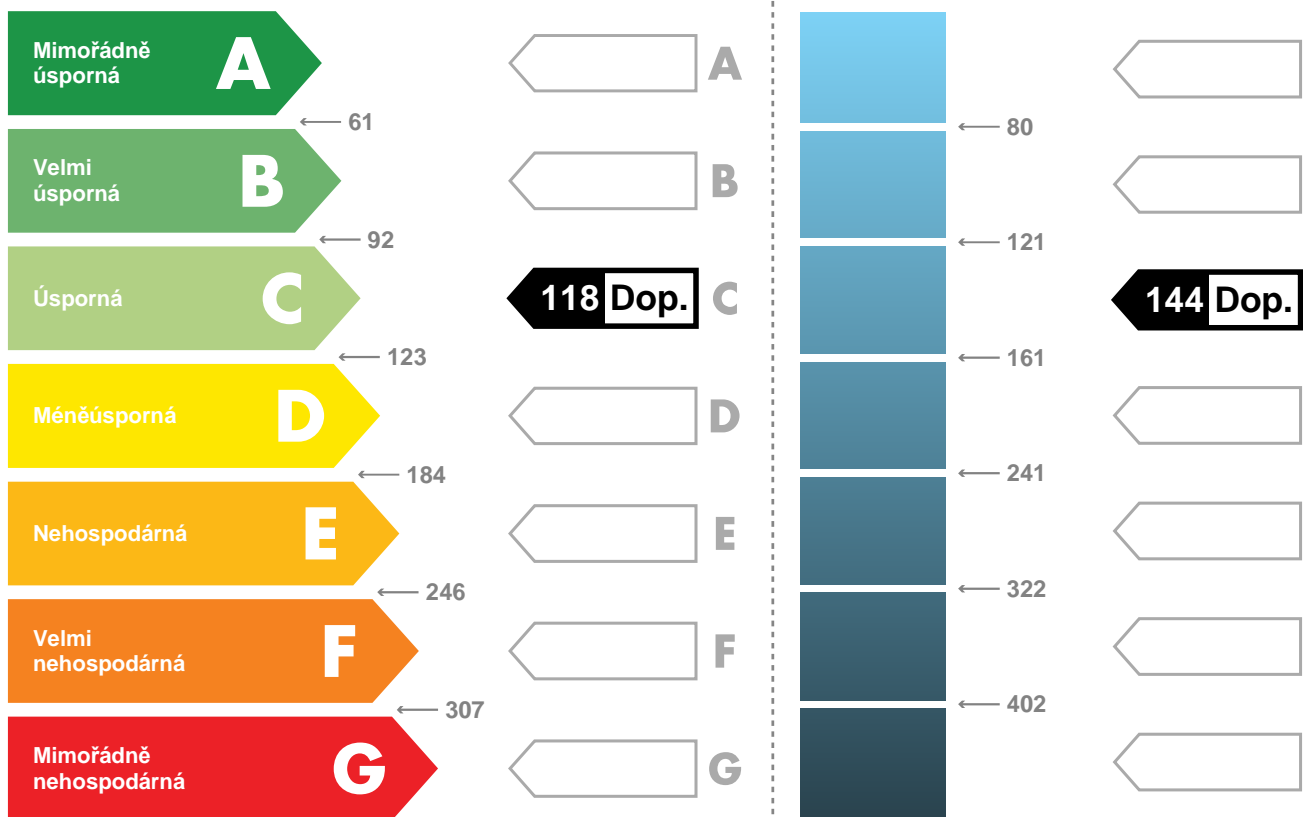 Mimořádně
úsporná
A
A
61
80
Velmi
úsporná
B
B
92
121
Úsporná
C
118 Dop.
C
144 Dop.
123
161
Méněúsporná
D
D
184
241
Nehospodárná
E
E
246
322
Velmi
nehospodárná
F
F
307
402
Mimořádně
nehospodárná
G
G